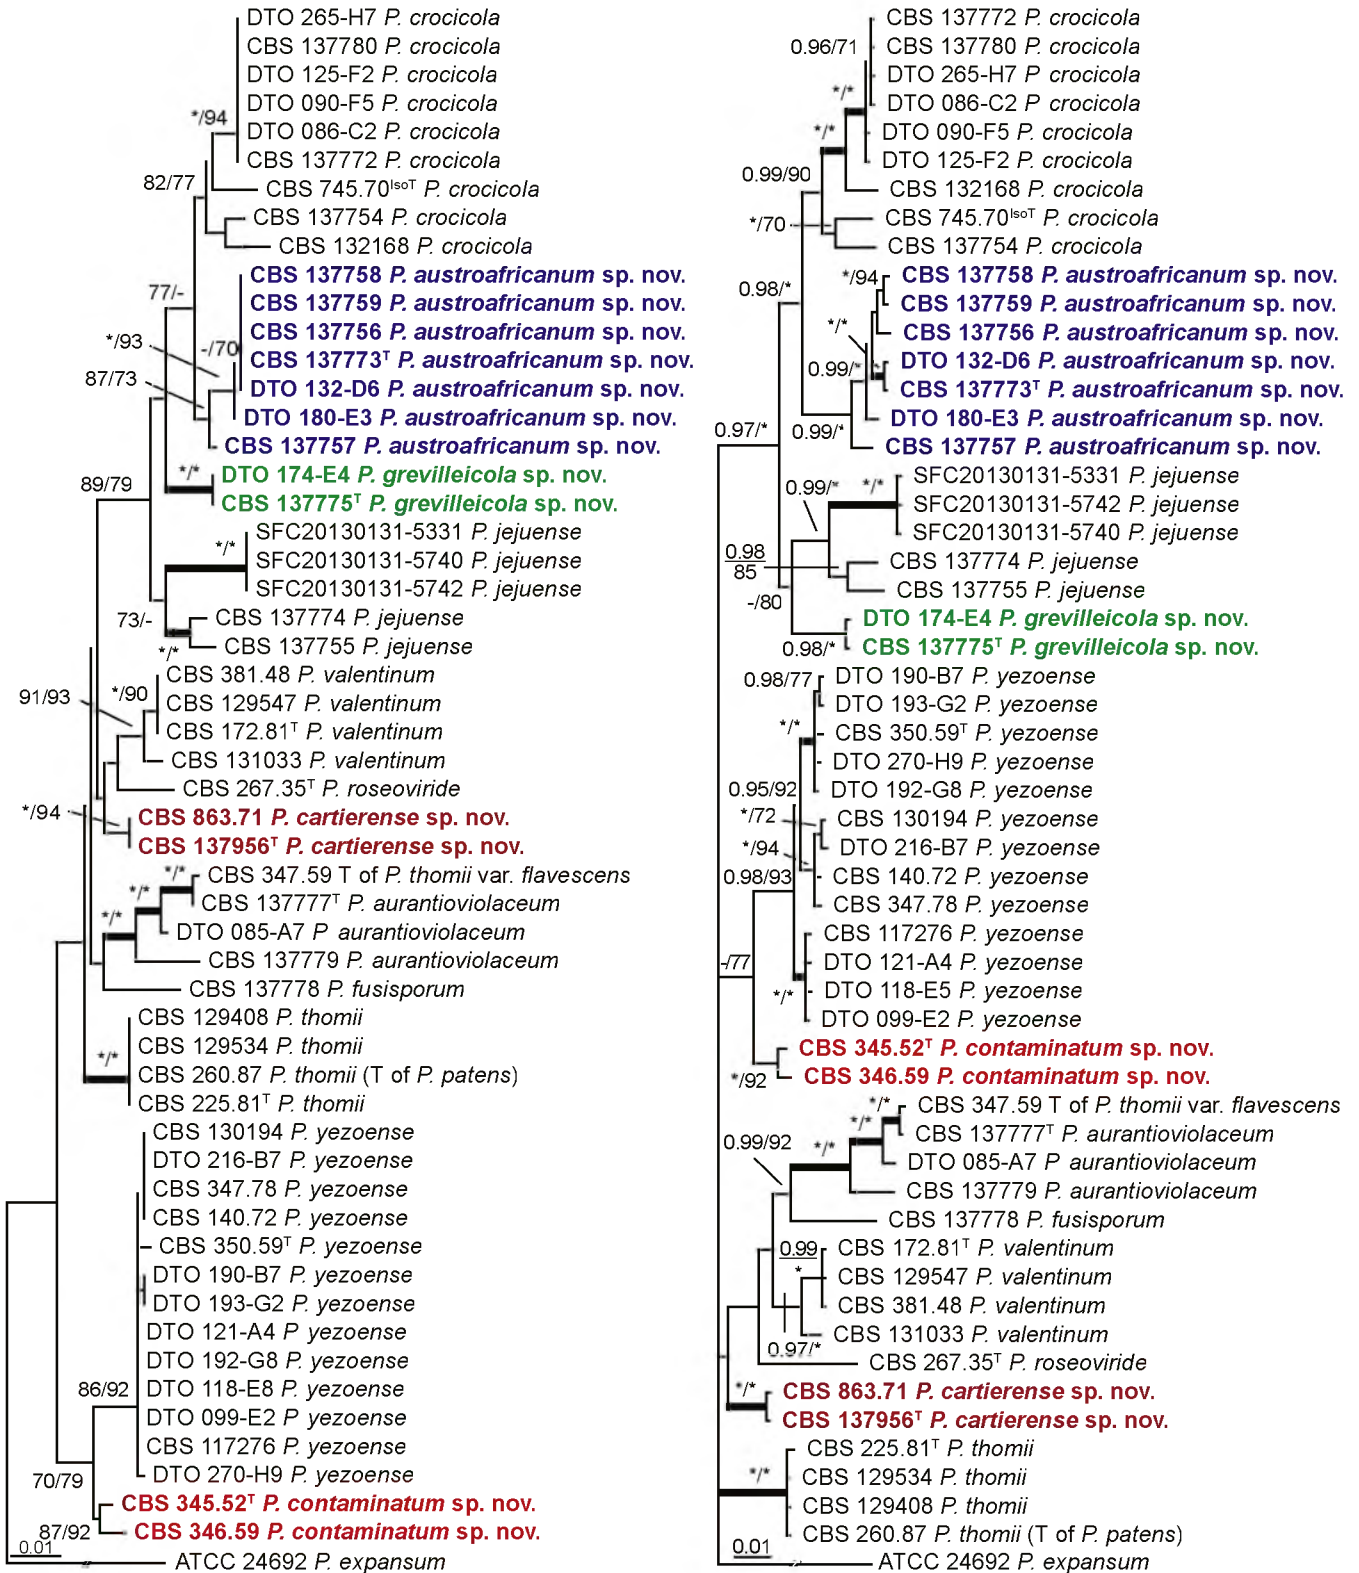 DTO 265-H7 P. crocicola
CBS 137780 P. crocicola
DTO 125-F2 P. crocicola
DTO 090-F5 P. crocicola
*/94
DTO 086-C2 P. crocicola
CBS 137772 P. crocicola
82/77
CBS 745.70IsoT P. crocicola
CBS 137754 P. crocicola
CBS 132168 P. crocicola
CBS 137758 P. austroafricanum sp. nov.
77/-
CBS 137759 P. austroafricanum sp. nov.
CBS 137756 P. austroafricanum sp. nov.
*/93
-/70
CBS 137773T P. austroafricanum sp. nov.
87/73
DTO 132-D6 P. austroafricanum sp. nov.
DTO 180-E3 P. austroafricanum sp. nov.
CBS 137757 P. austroafricanum sp. nov.
*/*
DTO 174-E4 P. grevilleicola sp. nov.
89/79
CBS 137775T P. grevilleicola sp. nov.
SFC20130131-5331 P. jejuense
*/*
SFC20130131-5740 P. jejuense
SFC20130131-5742 P. jejuense
73/-
CBS 137774 P. jejuense
CBS 137755 P. jejuense
*/*
CBS 381.48 P. valentinum
91/93
*/90
CBS 129547 P. valentinum
CBS 172.81T P. valentinum
CBS 131033 P. valentinum
CBS 267.35T P. roseoviride
*/94
CBS 863.71 P. cartierense sp. nov.
CBS 137956T P. cartierense sp. nov.
*/*
CBS 347.59 T of P. thomii var. flavescens
*/*
CBS 137777T P. aurantioviolaceum
*/*
DTO 085-A7 P aurantioviolaceum
CBS 137779 P. aurantioviolaceum
CBS 137778 P. fusisporum
CBS 129408 P. thomii
*/*
CBS 129534 P. thomii
CBS 260.87 P. thomii (T of P. patens)
CBS 225.81T P. thomii
CBS 130194 P. yezoense
DTO 216-B7 P. yezoense
CBS 347.78 P. yezoense
CBS 140.72 P. yezoense
CBS 350.59T P. yezoense
DTO 190-B7 P. yezoense
DTO 193-G2 P. yezoense
DTO 121-A4 P yezoense
DTO 192-G8 P. yezoense
86/92
DTO 118-E8 P. yezoense
DTO 099-E2 P yezoense
CBS 117276 P. yezoense
70/79
DTO 270-H9 P. yezoense
CBS 345.52T P. contaminatum sp. nov.
87/92
CBS 346.59 P. contaminatum sp. nov.
0.01
ATCC 24692 P. expansum
CBS 137772 P. crocicola
0.96/71
CBS 137780 P. crocicola
DTO 265-H7 P. crocicola
*/*
DTO 086-C2 P. crocicola
*/*
DTO 090-F5 P. crocicola
DTO 125-F2 P. crocicola
0.99/90
CBS 132168 P. crocicola
*/70
CBS 745.70IsoT P. crocicola
CBS 137754 P. crocicola
*/94
CBS 137758 P. austroafricanum sp. nov.
0.98/*
CBS 137759 P. austroafricanum sp. nov.
*/*
CBS 137756 P. austroafricanum sp. nov.
0.99/*
*/*
DTO 132-D6 P. austroafricanum sp. nov.
CBS 137773T P. austroafricanum sp. nov.
DTO 180-E3 P. austroafricanum sp. nov.
0.97/*
0.99/*
CBS 137757 P. austroafricanum sp. nov.
SFC20130131-5331 P. jejuense
0.99/*
*/*
SFC20130131-5742 P. jejuense
SFC20130131-5740 P. jejuense
0.98
85
CBS 137774 P. jejuense
CBS 137755 P. jejuense
-/80
DTO 174-E4 P. grevilleicola sp. nov.
0.98/*
CBS 137775T P. grevilleicola sp. nov.
0.98/77
DTO 190-B7 P. yezoense
DTO 193-G2 P. yezoense
*/*
CBS 350.59T P. yezoense
DTO 270-H9 P. yezoense
0.95/92
DTO 192-G8 P. yezoense
*/72
CBS 130194 P. yezoense
*/94
DTO 216-B7 P. yezoense
0.98/93
CBS 140.72 P. yezoense
CBS 347.78 P. yezoense
CBS 117276 P. yezoense
-/77
DTO 121-A4 P. yezoense
*/*
DTO 118-E5 P. yezoense
DTO 099-E2 P. yezoense
CBS 345.52T P. contaminatum sp. nov.
*/92
CBS 346.59 P. contaminatum sp. nov.
*/*
CBS 347.59 T of P. thomii var. flavescens
*/*
CBS 137777T P. aurantioviolaceum
0.99/92
*/*
DTO 085-A7 P aurantioviolaceum
CBS 137779 P. aurantioviolaceum
CBS 137778 P. fusisporum
0.99
*
CBS 172.81T P. valentinum
CBS 129547 P. valentinum
CBS 381.48 P. valentinum
CBS 131033 P. valentinum
0.97/*
CBS 267.35T P. roseoviride
*/*
CBS 863.71 P. cartierense sp. nov.
CBS 137956T P. cartierense sp. nov.
CBS 225.81T P. thomii
*/*
CBS 129534 P. thomii
CBS 129408 P. thomii
CBS 260.87 P. thomii (T of P. patens)
0.01
ATCC 24692 P. expansum